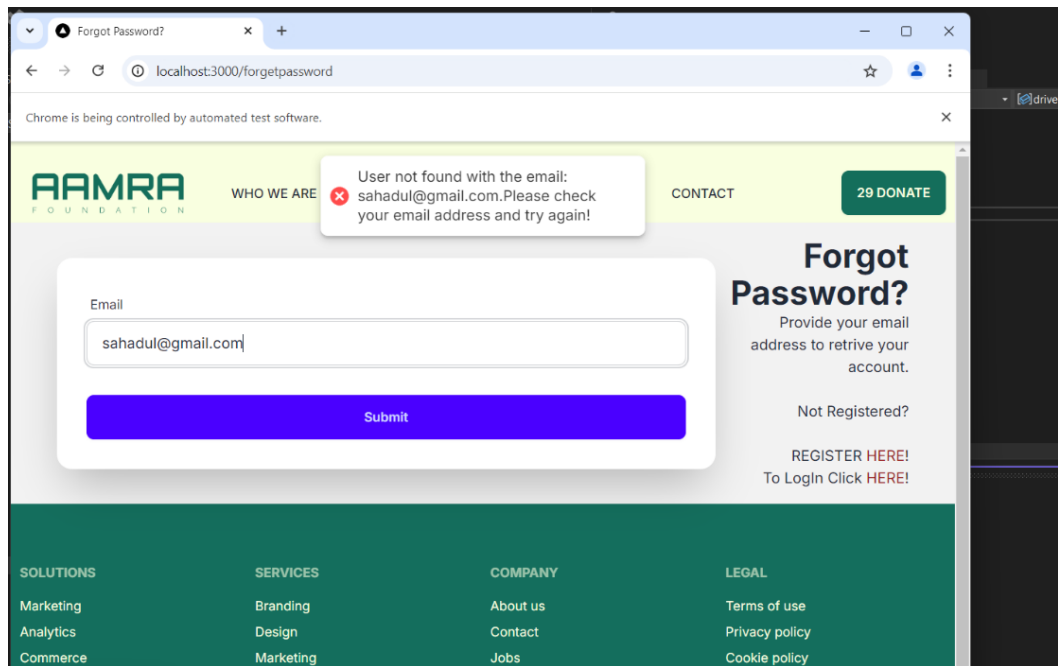 Forgot Password?
localhost:3000/forgetpassword
Chrome is being controlled by automated test software.
drive
AAMRA
FOUNDATION
WHO WE ARE
CONTACT
29 DONATE
User not found with the email:
sahadul@gmail.com.Please check
your email address and try again!
Email
sahadul@gmail.com
Submit
Forgot
Password?
Provide your email
address to retrive your
account.
Not Registered?
REGISTER HERE!
To LogIn Click HERE!
SOLUTIONS SERVICES COMPANY LEGAL
Marketing Branding About us Terms of use
Analytics Design Contact Privacy policy
Commerce Marketing Jobs Cookie policy